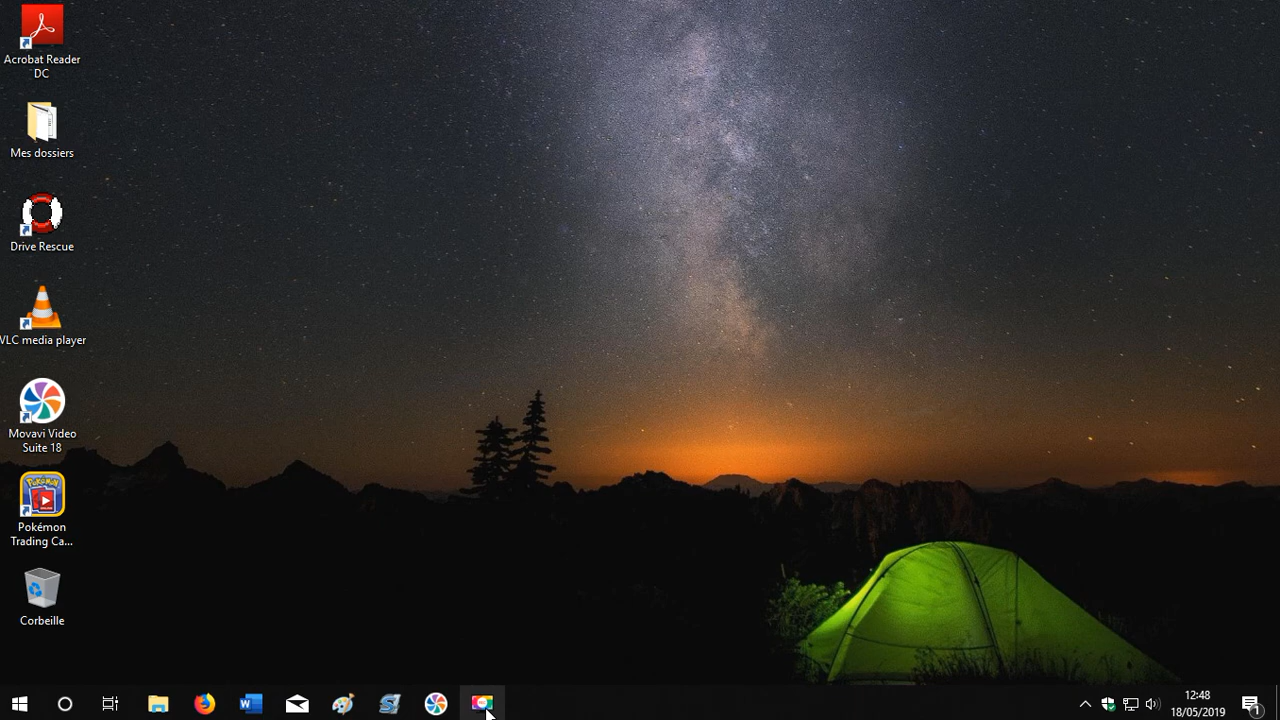 Acrobat Reader
DC
Mes dossiers
Drive Rescue
VLC media player
Movavi Video
Suite 18
Pokémon
Trading Ca...
Corbeille
12:48
18/05/2019
1